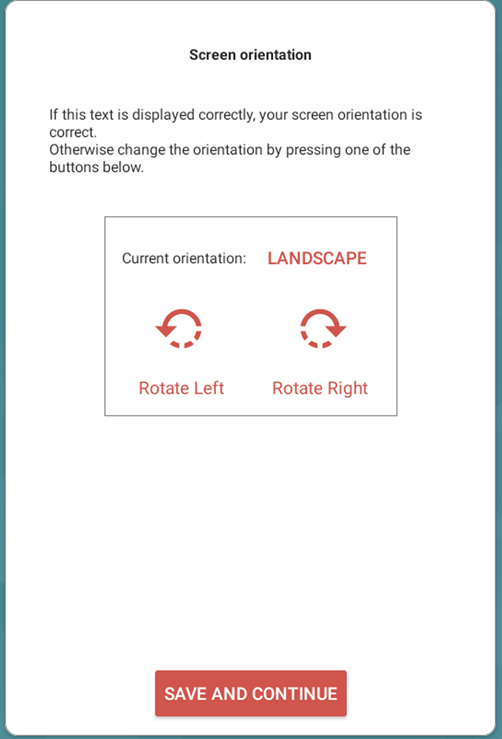 Screen orientation
If this text is displayed correctly, your screen orientation is
correct.
Otherwise change the orientation by pressing one of the
buttons below.
Current orientation: LANDSCAPE
Rotate Left Rotate Right
SAVE AND CONTINUE